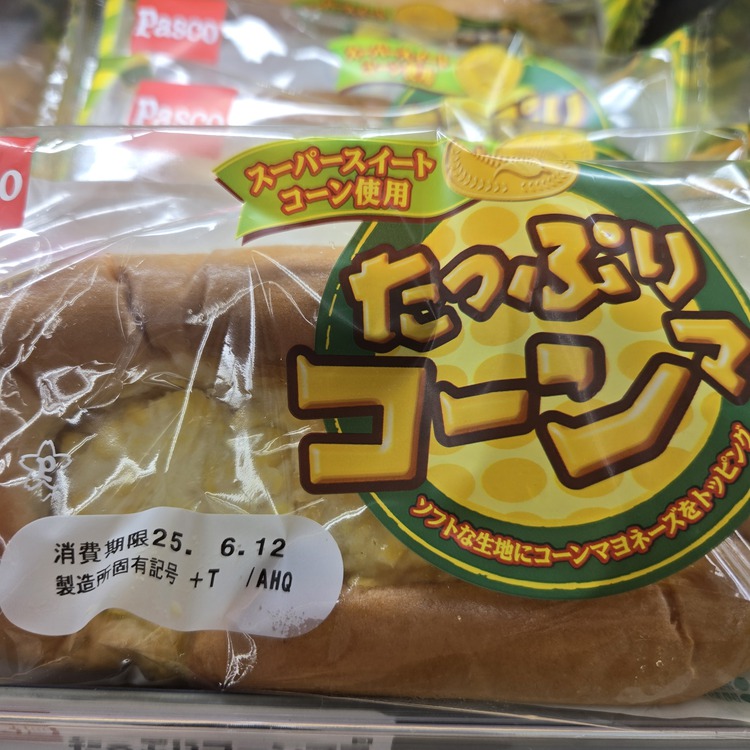 Pasco
Pasco
スーパースイート
コーン使用
たっぷり
コーンマ
ソフトな生地にコーンマヨネーズをトッピング
消費期限25. 6.12
製造所固有記号 +T /AHQ